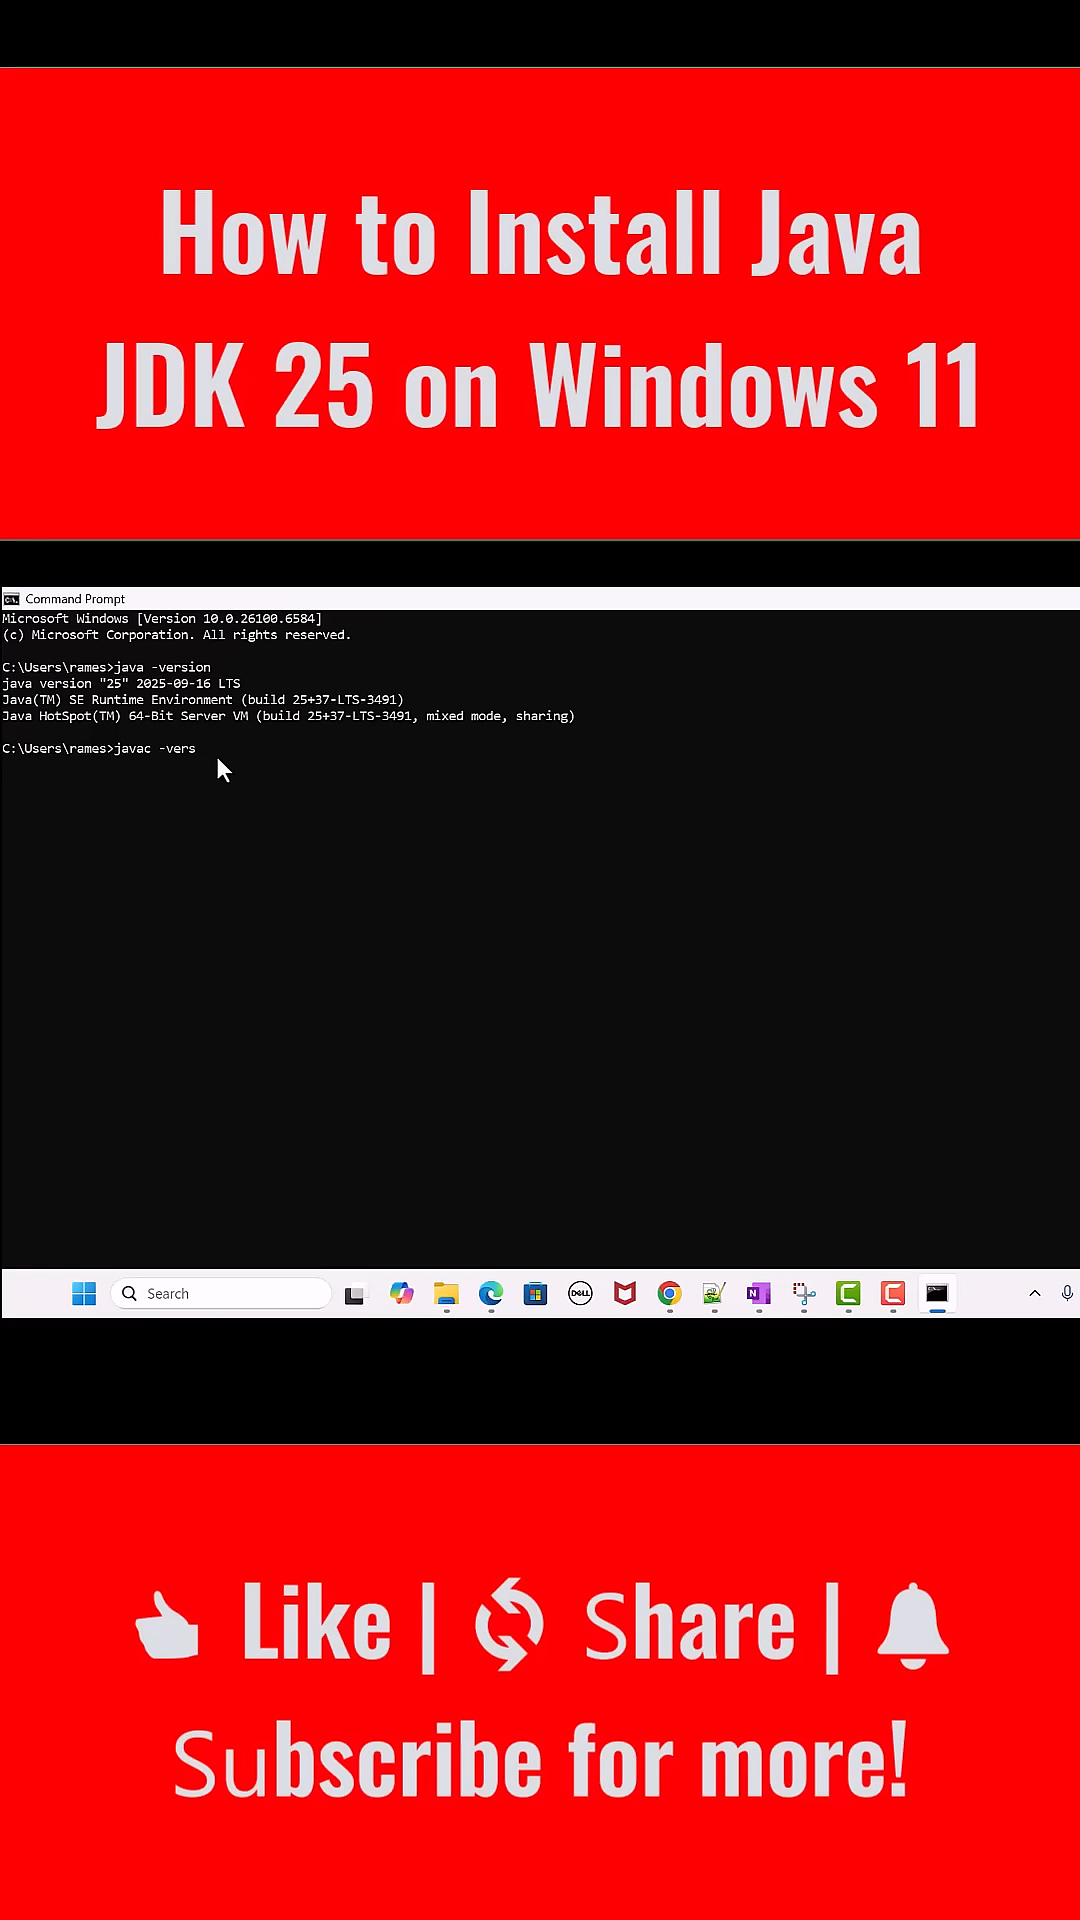 How to Install Java
JDK 25 on Windows 11
Command Prompt
Microsoft Windows [Version 10.0.26100.6584]
(c) Microsoft Corporation. All rights reserved.
C:\Users\rames>java -version
java version "25" 2025-09-16 LTS
Java(TM) SE Runtime Environment (build 25+37-LTS-3491)
Java HotSpot(TM) 64-Bit Server VM (build 25+37-LTS-3491, mixed mode, sharing)
C:\Users\rames>javac -vers
Search
DELL
N
Like | Share |
Subscribe for more!